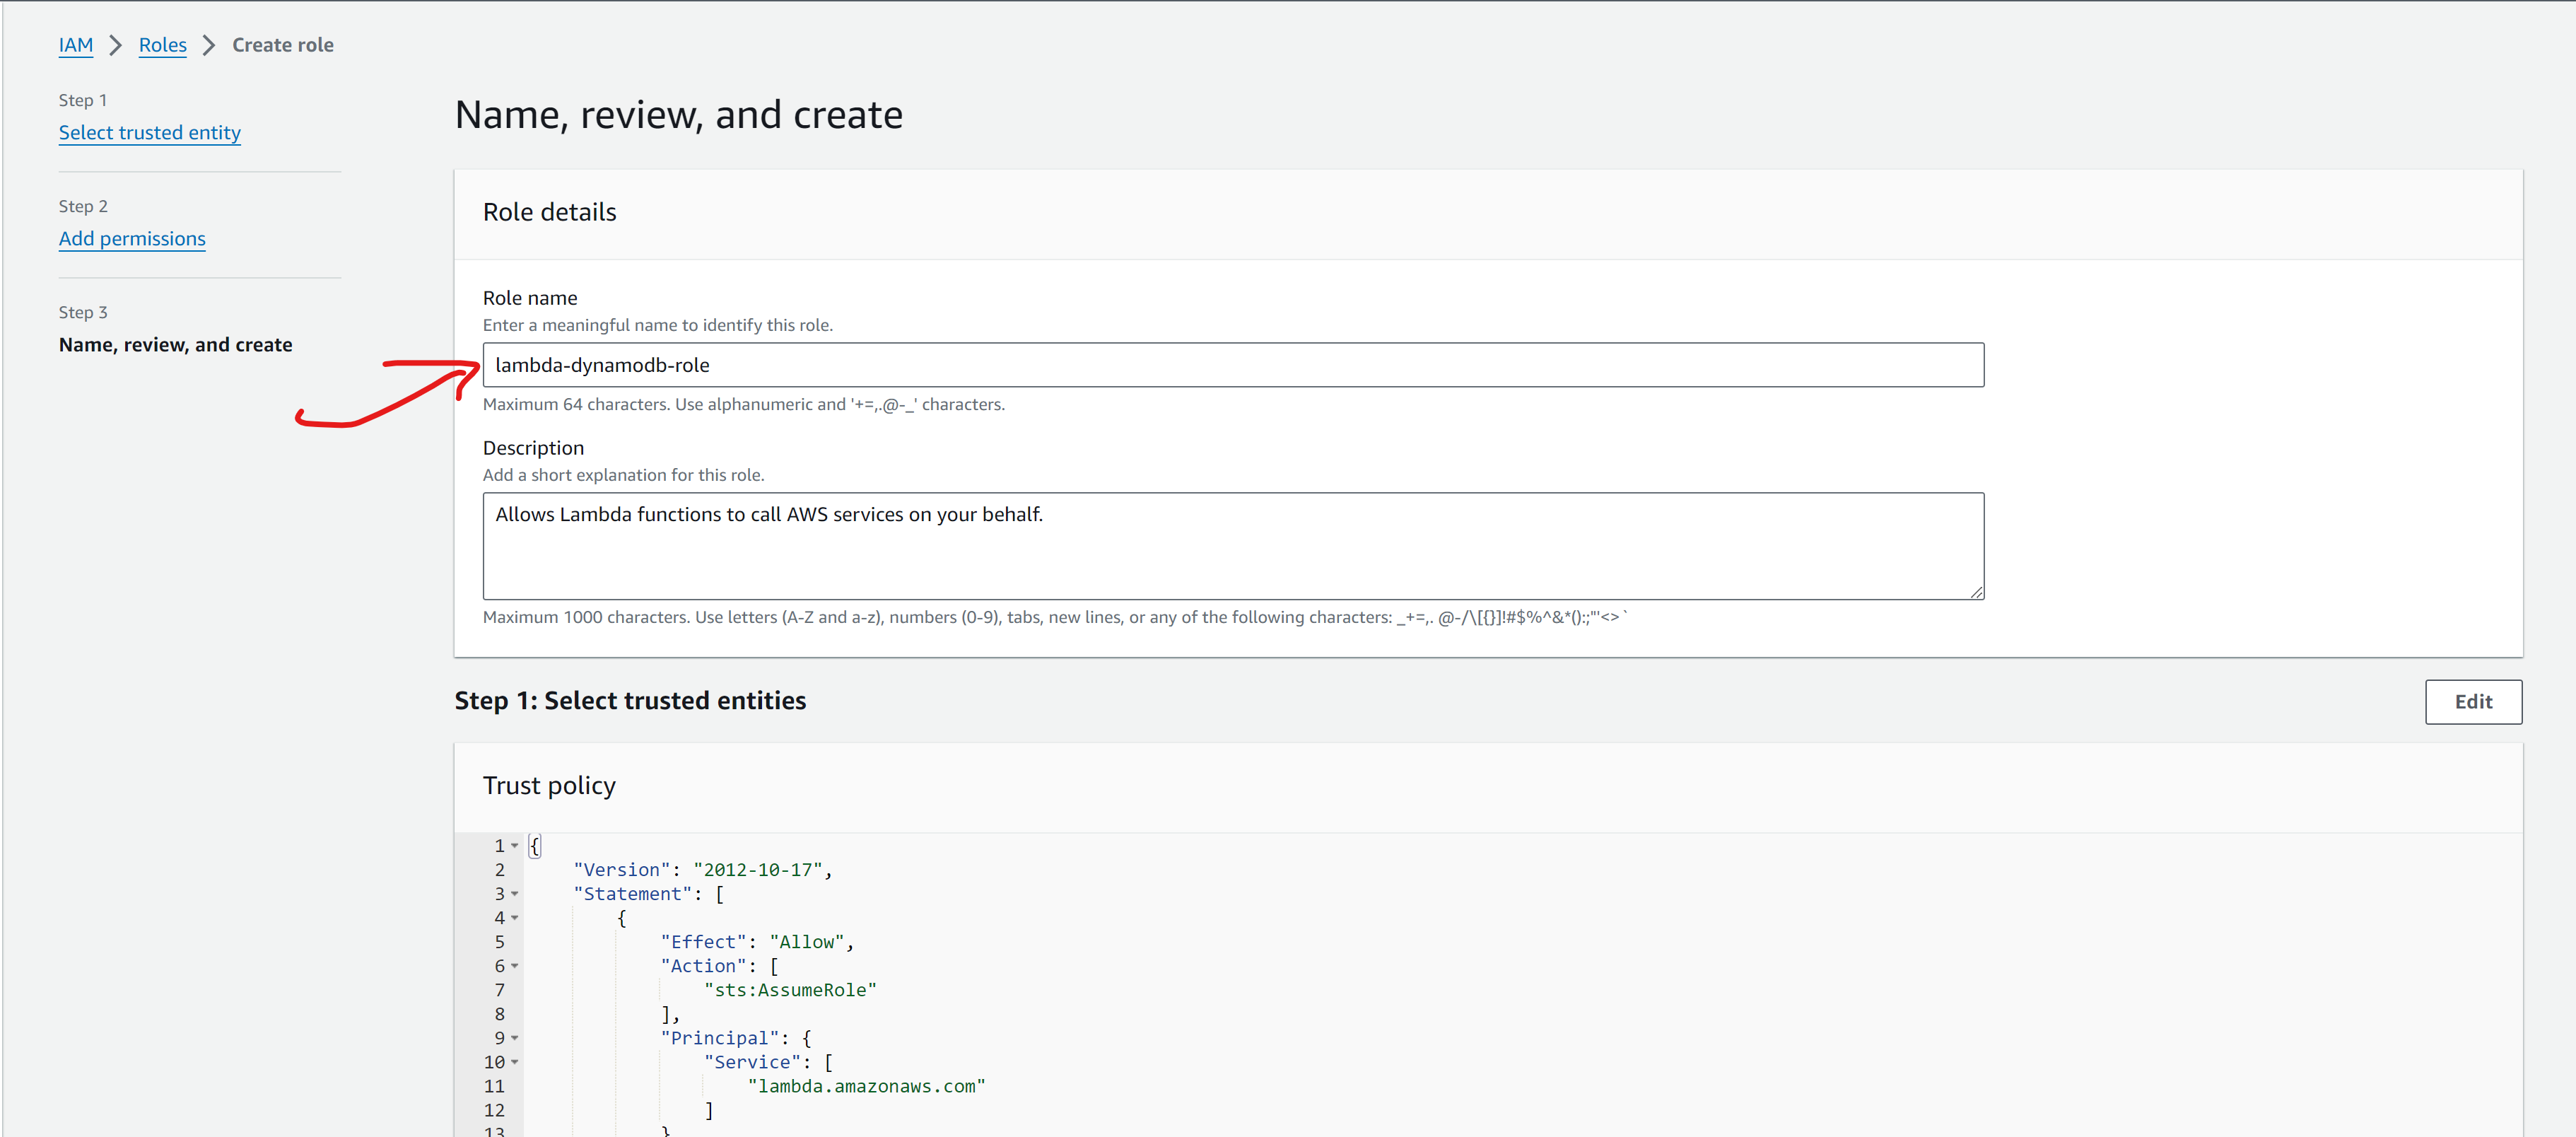 IAM > Roles > Create role
Step 1
Select trusted entity
Step 2
Add permissions
Step 3
Name, review, and create
Name, review, and create
Role details
Role name
Enter a meaningful name to identify this role.
lambda-dynamodb-role
Maximum 64 characters. Use alphanumeric and '+=,.@-_' characters.
Description
Add a short explanation for this role.
Allows Lambda functions to call AWS services on your behalf.
Maximum 1000 characters. Use letters (A-Z and a-z), numbers (0-9), tabs, new lines, or any of the following characters: _+=,. @-/\[{}]!#$%^&*();:"'<>`
Step 1: Select trusted entities
Edit
Trust policy
1 {
2 "Version": "2012-10-17",
3 "Statement": [
4 {
5 "Effect": "Allow",
6 "Action": [
7 "sts:AssumeRole"
8 ],
9 "Principal": {
10 "Service": [
11 "lambda.amazonaws.com"
12 ]
13 }